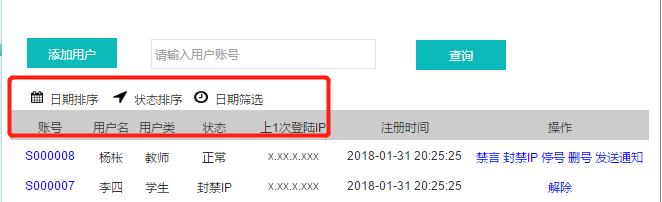 添加用户 请输入用户账号 查询
日期排序 状态排序 日期筛选
账号 用户名 用户类 状态 上1次登陆IP 注册时间 操作
S000008 杨枨 教师 正常 x.xx.x.xxx 2018-01-31 20:25:25 禁言 封禁IP 停号 删号 发送通知
S000007 李四 学生 封禁IP x.xx.x.xxx 2018-01-31 20:25:25 解除